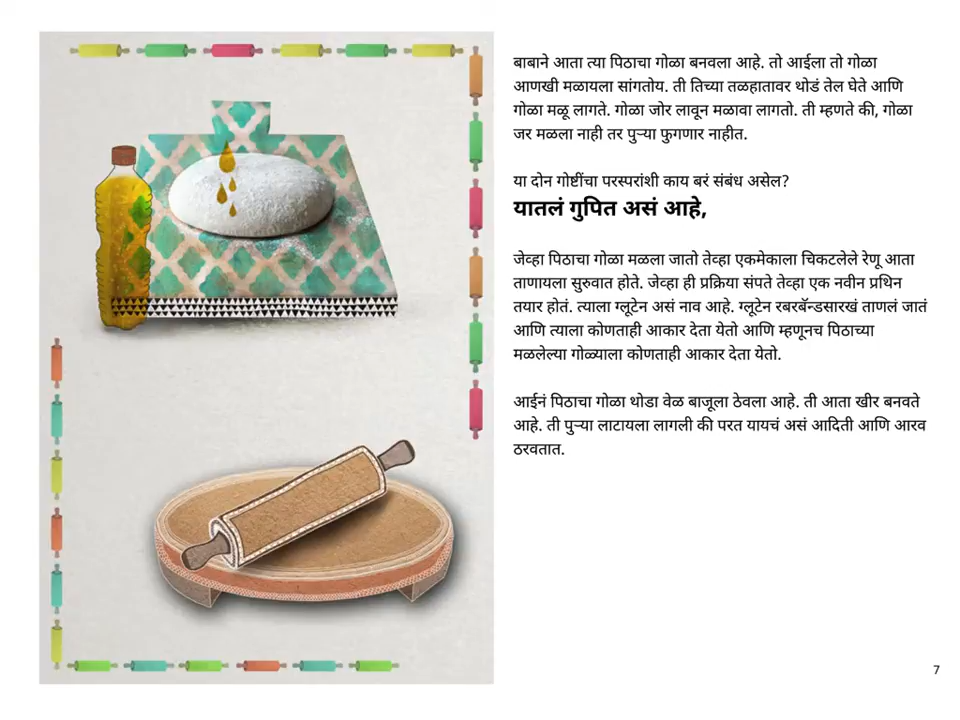 बाबाने आता त्या पिठाचा गोळा बनवला आहे. तो आईला तो गोळा
आणखी मळायला सांगतोय. ती तिच्या तळहातावर थोडं तेल घेते आणि
गोळा मळू लागते. गोळा जोर लावून मळावा लागतो. ती म्हणते की, गोळा
जर मळला नाही तर पुऱ्या फुगणार नाहीत.
या दोन गोष्टींचा परस्परांशी काय बरं संबंध असेल?
यातलं गुपित असं आहे,
जेव्हा पिठाचा गोळा मळला जातो तेव्हा एकमेकाला चिकटलेले रेणू आता
ताणायला सुरुवात होते. जेव्हा ही प्रक्रिया संपते तेव्हा एक नवीन प्रथिन
तयार होतं. त्याला ग्लूटेन असं नाव आहे. ग्लूटेन रबरबॅन्डसारखं ताणलं जातं
आणि त्याला कोणताही आकार देता येतो आणि म्हणूनच पिठाच्या
मळलेल्या गोळ्याला कोणताही आकार देता येतो.
आईनं पिठाचा गोळा थोडा वेळ बाजूला ठेवला आहे. ती आता खीर बनवते
आहे. ती पुऱ्या लाटायला लागली की परत यायचं असं आदिती आणि आरव
ठरवतात.
7